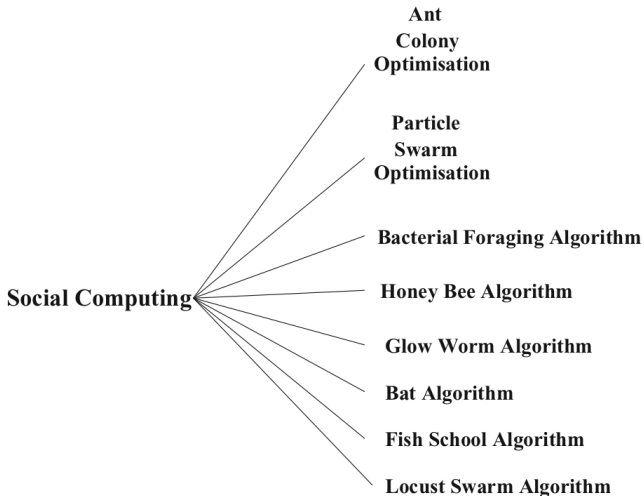 Ant
Colony
Optimisation
Particle
Swarm
Optimisation
Bacterial Foraging Algorithm
Social Computing
Honey Bee Algorithm
Glow Worm Algorithm
Bat Algorithm
Fish School Algorithm
Locust Swarm Algorithm